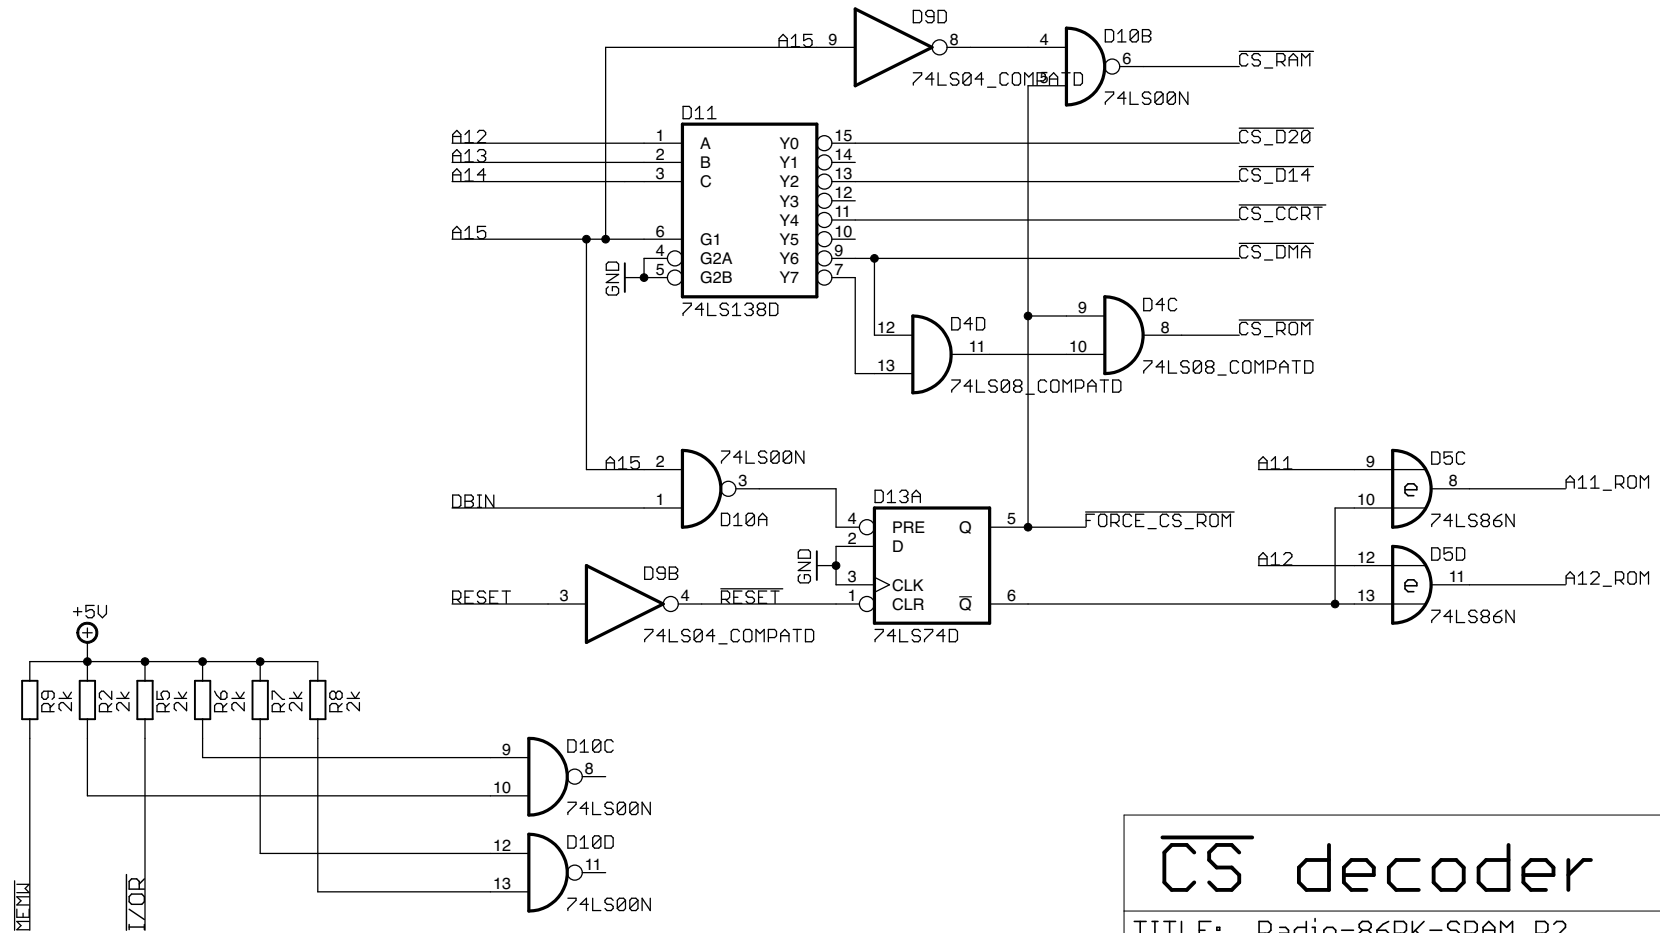 D9D
A15 9
8
4
D10B
6
CS_RAM
74LS04_COMPATD
5
74LS00N
D11
A12 1 A Y0 15 CS_D20
A13 2 B Y1 14
A14 3 C Y2 13 CS_D14
Y3 12
Y4 11 CS_CCRT
A15 6 G1 Y5 10
4 G2A Y6 9 CS_DMA
GND 5 G2B Y7 7
74LS138D
D4C
9
12 D4D
8 CS_ROM
11 10
13
74LS08_COMPATD
74LS08_COMPATD
A15 2 74LS00N
3
DBIN 1
D10A
D13A
4 PRE Q 5 FORCE_CS_ROM
2 D
GND
3 CLK
RESET 3 D9B 4 RESET 1 CLR Q 6
74LS04_COMPATD
74LS74D
A11 9 D5C
e 8 A11_ROM
10
74LS86N
A12 12 D5D
e 11 A12_ROM
13
74LS86N
+5V
R9 2k
R2 2k
R5 2k
R6 2k
R7 2k
R8 2k
9 D10C
8
10
74LS00N
12 D10D
11
13
74LS00N
MEMW
I/OR
CS decoder
TITLE: Radio-86RK-SRAM_R2